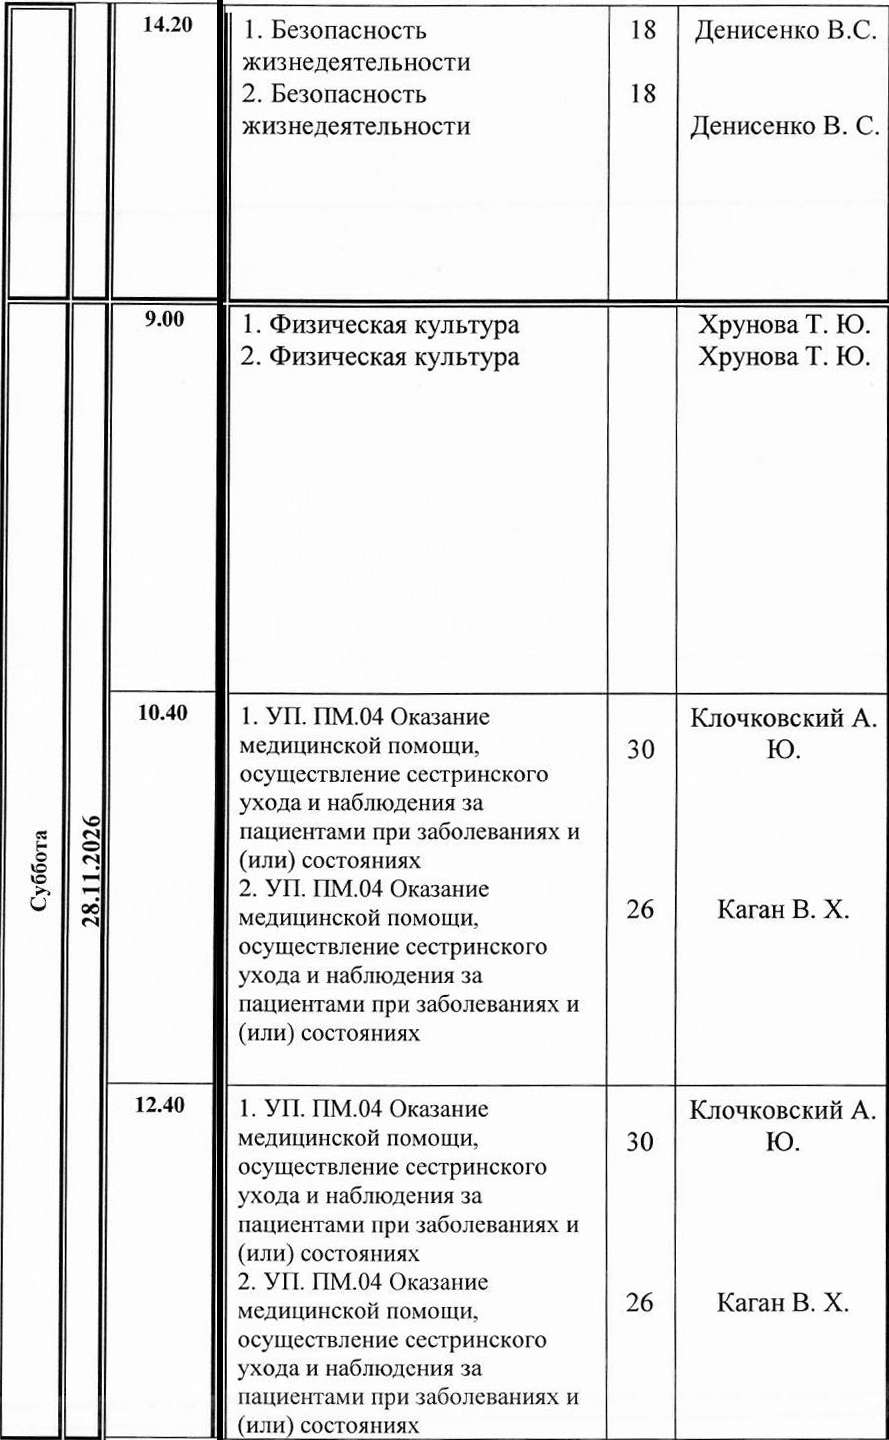 14.20
1. Безопасность
жизнедеятельности
2. Безопасность
жизнедеятельности
18
18
Денисенко В.С.
Денисенко В. С.
Суббота
28.11.2026
9.00
1. Физическая культура
2. Физическая культура
Хрунова Т. Ю.
Хрунова Т. Ю.
10.40
1. УП. ПМ.04 Оказание
медицинской помощи,
осуществление сестринского
ухода и наблюдения за
пациентами при заболеваниях и
(или) состояниях
2. УП. ПМ.04 Оказание
медицинской помощи,
осуществление сестринского
ухода и наблюдения за
пациентами при заболеваниях и
(или) состояниях
30
26
Клочковский А.
Ю.
Каган В. Х.
12.40
1. УП. ПМ.04 Оказание
медицинской помощи,
осуществление сестринского
ухода и наблюдения за
пациентами при заболеваниях и
(или) состояниях
2. УП. ПМ.04 Оказание
медицинской помощи,
осуществление сестринского
ухода и наблюдения за
пациентами при заболеваниях и
(или) состояниях
30
26
Клочковский А.
Ю.
Каган В. Х.